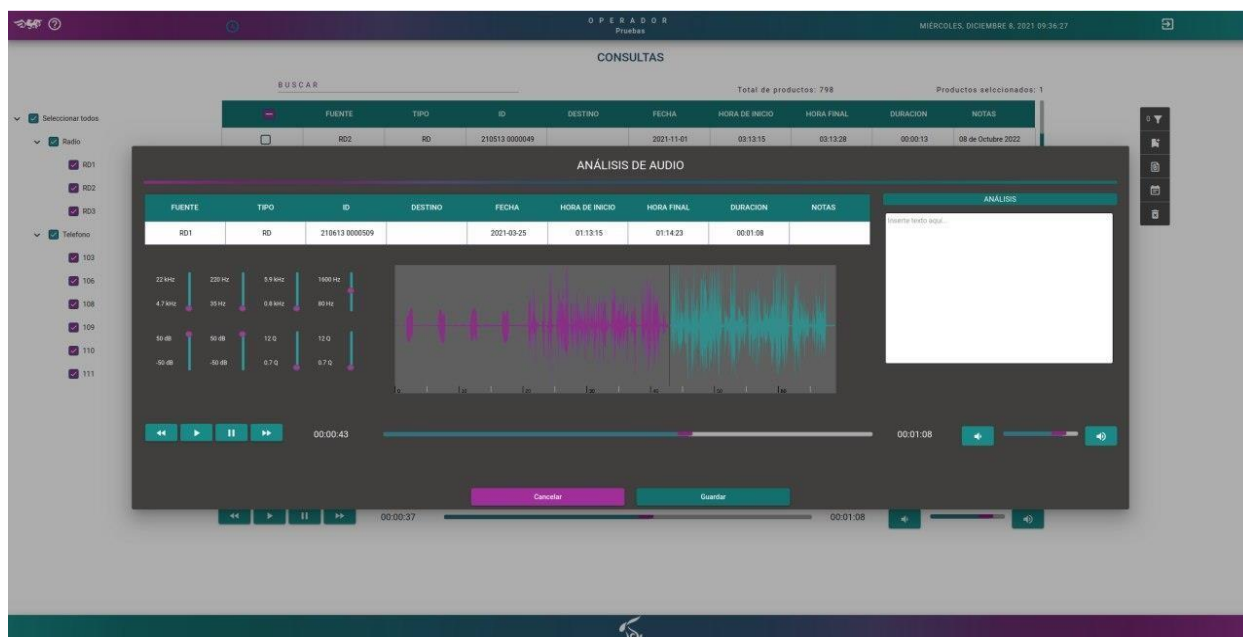 OPERADOR
Pruebas
MIÉRCOLES, DICIEMBRE 8, 2021 09:36:27
CONSULTAS
BUSCAR
Total de productos: 798
Productos selccionados: 1
FUENTE TIPO ID DESTINO FECHA HORA DE INICIO HORA FINAL DURACION NOTAS
RD2 RD 210513 0000049 2021-11-01 03:13:15 03:13:28 00:00:13 08 de Octubre 2022
Seleccionar todos
Radio
RD1
RD2
RD3
Telefono
103
106
108
109
110
111
0
ANÁLISIS DE AUDIO
FUENTE TIPO ID DESTINO FECHA HORA DE INICIO HORA FINAL DURACIÓN NOTAS
RD1 RD 210613 0000509 2021-03-25 01:13:15 01:14:23 00:01:08
ANÁLISIS
Inserte texto aquí...
22 kHz 220 Hz 5.9 kHz 1600 Hz
4.7 kHz 35 Hz 0.8 kHz 80 Hz
50 dB 50 dB 12 Q 12 Q
-50 dB -50 dB 0.7 Q 0.7 Q
00:00:43
00:01:08
Cancelar
Guardar
00:00:37
00:01:08